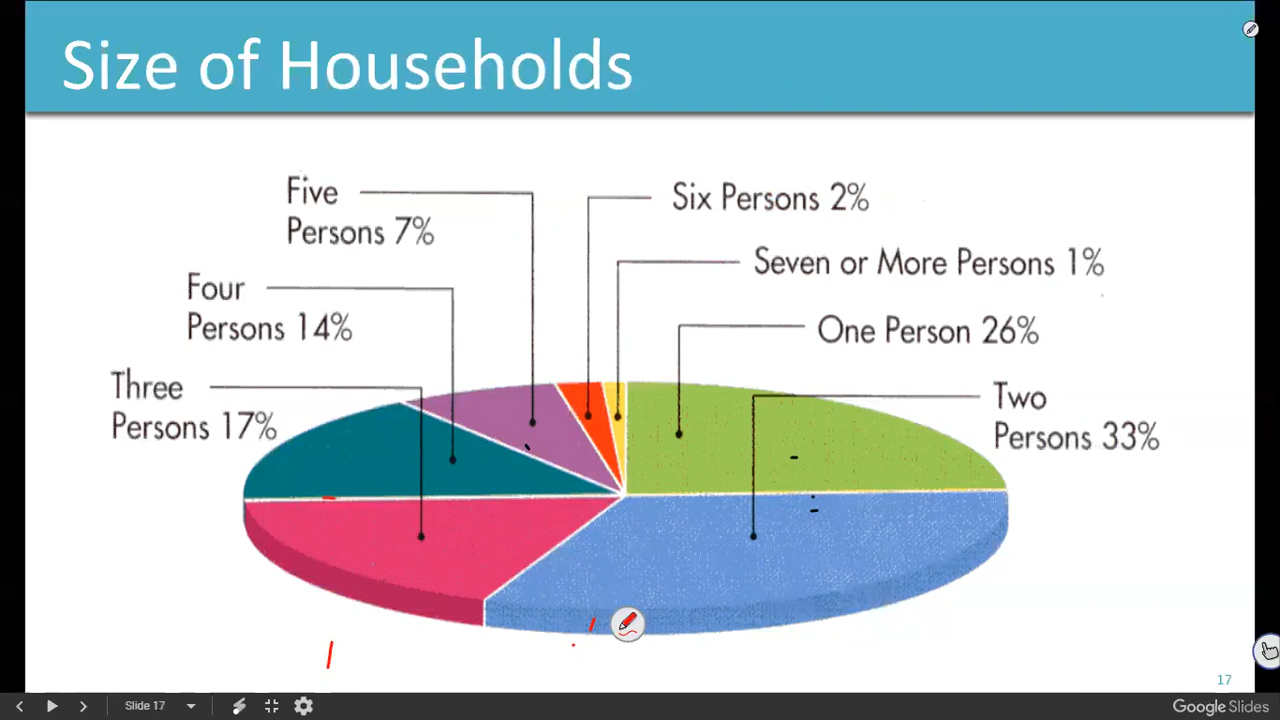 Size of Households
Five
Persons 7%
Six Persons 2%
Seven or More Persons 1%
Four
Persons 14%
One Person 26%
Three
Persons 17%
Two
Persons 33%
17
Slide 17
Google Slides